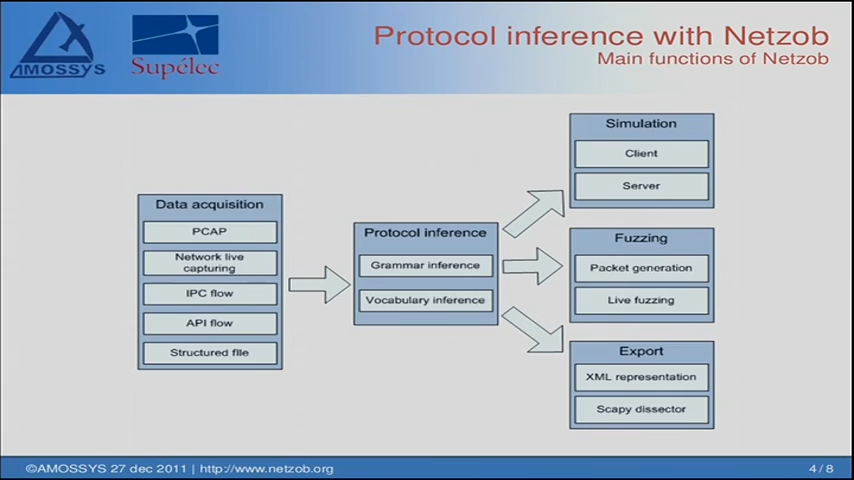 AMOSSYS
Supélec
Protocol inference with Netzob
Main functions of Netzob
Data acquisition
PCAP
Network live
capturing
IPC flow
API flow
Structured file
Protocol inference
Grammar inference
Vocabulary inference
Simulation
Client
Server
Fuzzing
Packet generation
Live fuzzing
Export
XML representation
Scapy dissector
©AMOSSYS 27 dec 2011 | http://www.netzob.org
4 / 8